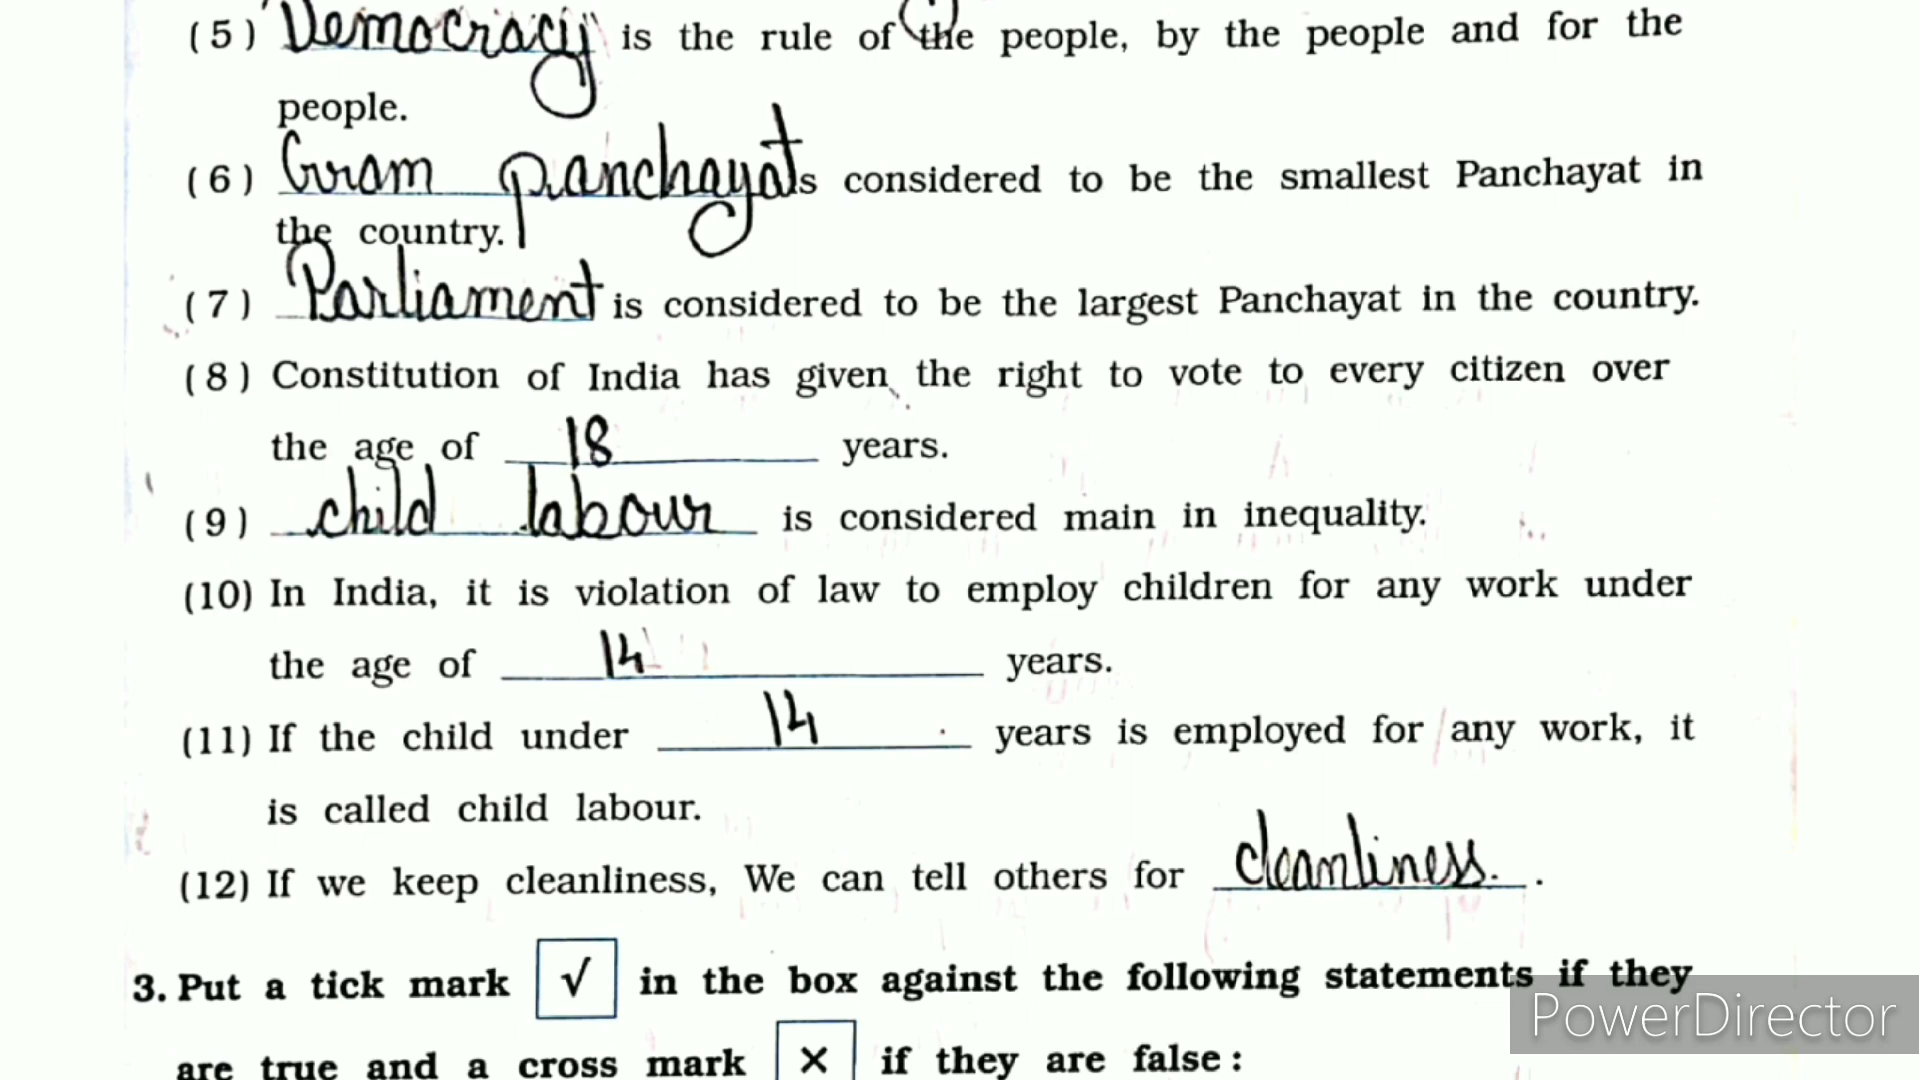 (5) "Democracy" is the rule of the people, by the people and for the
people.
(6) Gram panchayat is considered to be the smallest Panchayat in
the country.
(7) Parliament is considered to be the largest Panchayat in the country.
(8) Constitution of India has given the right to vote to every citizen over
the age of 18 years.
(9) child labour is considered main in inequality.
(10) In India, it is violation of law to employ children for any work under
the age of 14 years.
(11) If the child under 14 years is employed for any work, it
is called child labour.
(12) If we keep cleanliness, We can tell others for cleanliness. .
3. Put a tick mark √ in the box against the following statements if they
are true and a cross mark × if they are false :
PowerDirector